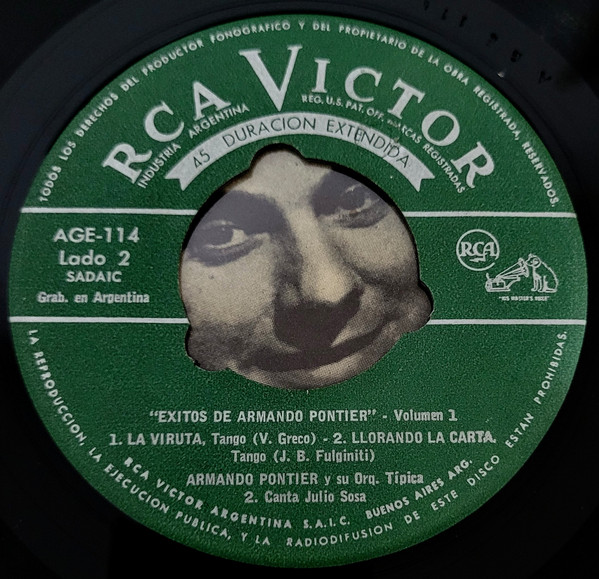 TODOS LOS DERECHOS DEL PRODUCTOR FONOGRAFICO Y DEL PROPIETARIO DE LA OBRA REGISTRADA, RESERVADOS.
RCA VICTOR
INDUSTRIA ARGENTINA
REG. U.S. PAT. OFF. MARCAS REGISTRADAS
45 DURACION EXTENDIDA
AGE-114
Lado 2
SADAIC
Grab. en Argentina
RCA
"HIS MASTER'S VOICE"
"EXITOS DE ARMANDO PONTIER" - Volumen 1
1. LA VIRUTA, Tango (V. Greco) - 2. LLORANDO LA CARTA,
Tango (J. B. Fulginiti)
ARMANDO PONTIER y su Orq. Típica
2. Canta Julio Sosa
RCA VICTOR ARGENTINA S.A.I.C. BUENOS AIRES ARG.
LA REPRODUCCION, LA EJECUCION PUBLICA, Y LA RADIODIFUSION DE ESTE DISCO ESTAN PROHIBIDAS.